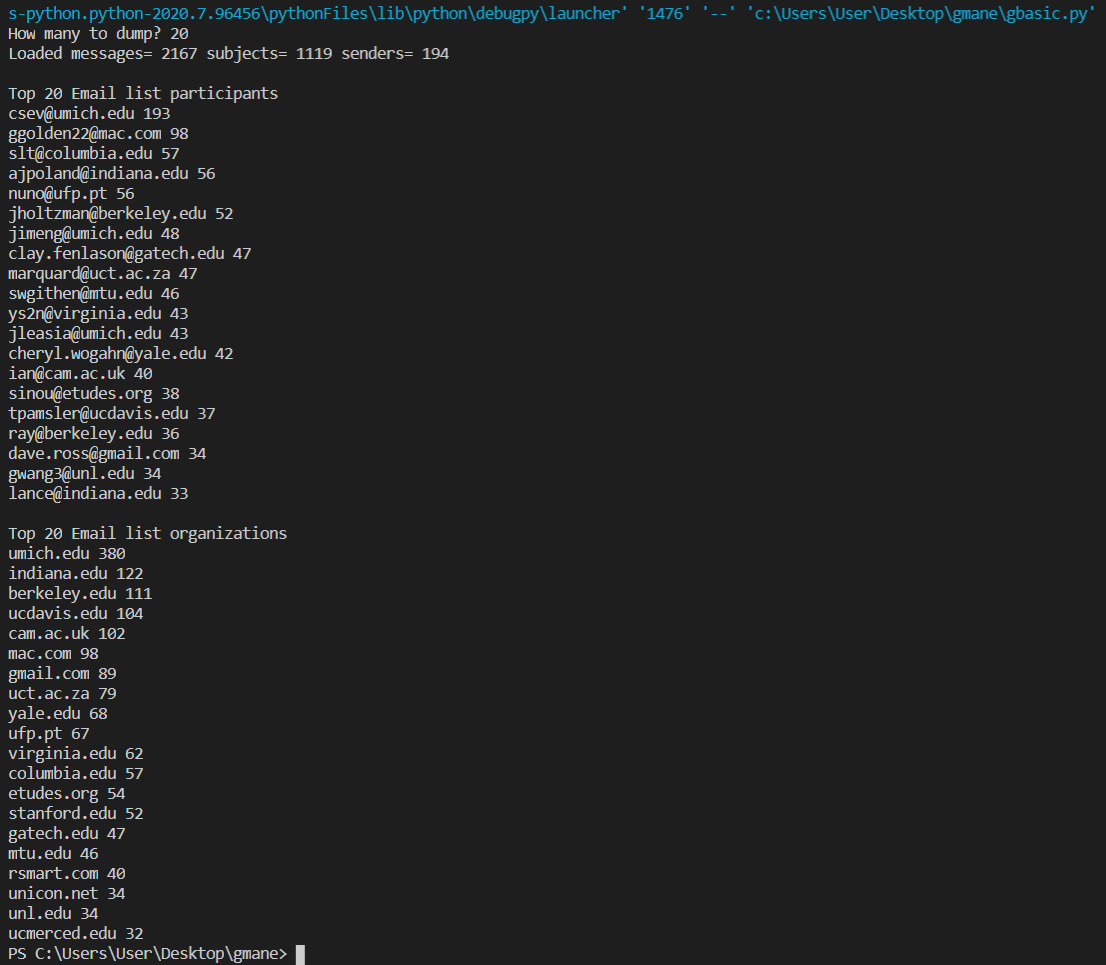 s-python.python-2020.7.96456\pythonFiles\lib\python\debugpy\launcher' '1476' '--' 'c:\Users\User\Desktop\gmane\gbasic.py'
How many to dump? 20
Loaded messages= 2167 subjects= 1119 senders= 194
Top 20 Email list participants
csev@umich.edu 193
ggolden22@mac.com 98
slt@columbia.edu 57
ajpoland@indiana.edu 56
nuno@ufp.pt 56
jholtzman@berkeley.edu 52
jimeng@umich.edu 48
clay.fenlason@gatech.edu 47
marquard@uct.ac.za 47
swgithen@mtu.edu 46
ys2n@virginia.edu 43
jleasia@umich.edu 43
cheryl.wogahn@yale.edu 42
ian@cam.ac.uk 40
sinou@etudes.org 38
tpamsler@ucdavis.edu 37
ray@berkeley.edu 36
dave.ross@gmail.com 34
gwang3@unl.edu 34
lance@indiana.edu 33
Top 20 Email list organizations
umich.edu 380
indiana.edu 122
berkeley.edu 111
ucdavis.edu 104
cam.ac.uk 102
mac.com 98
gmail.com 89
uct.ac.za 79
yale.edu 68
ufp.pt 67
virginia.edu 62
columbia.edu 57
etudes.org 54
stanford.edu 52
gatech.edu 47
mtu.edu 46
rsmart.com 40
unicon.net 34
unl.edu 34
ucmerced.edu 32
PS C:\Users\User\Desktop\gmane>